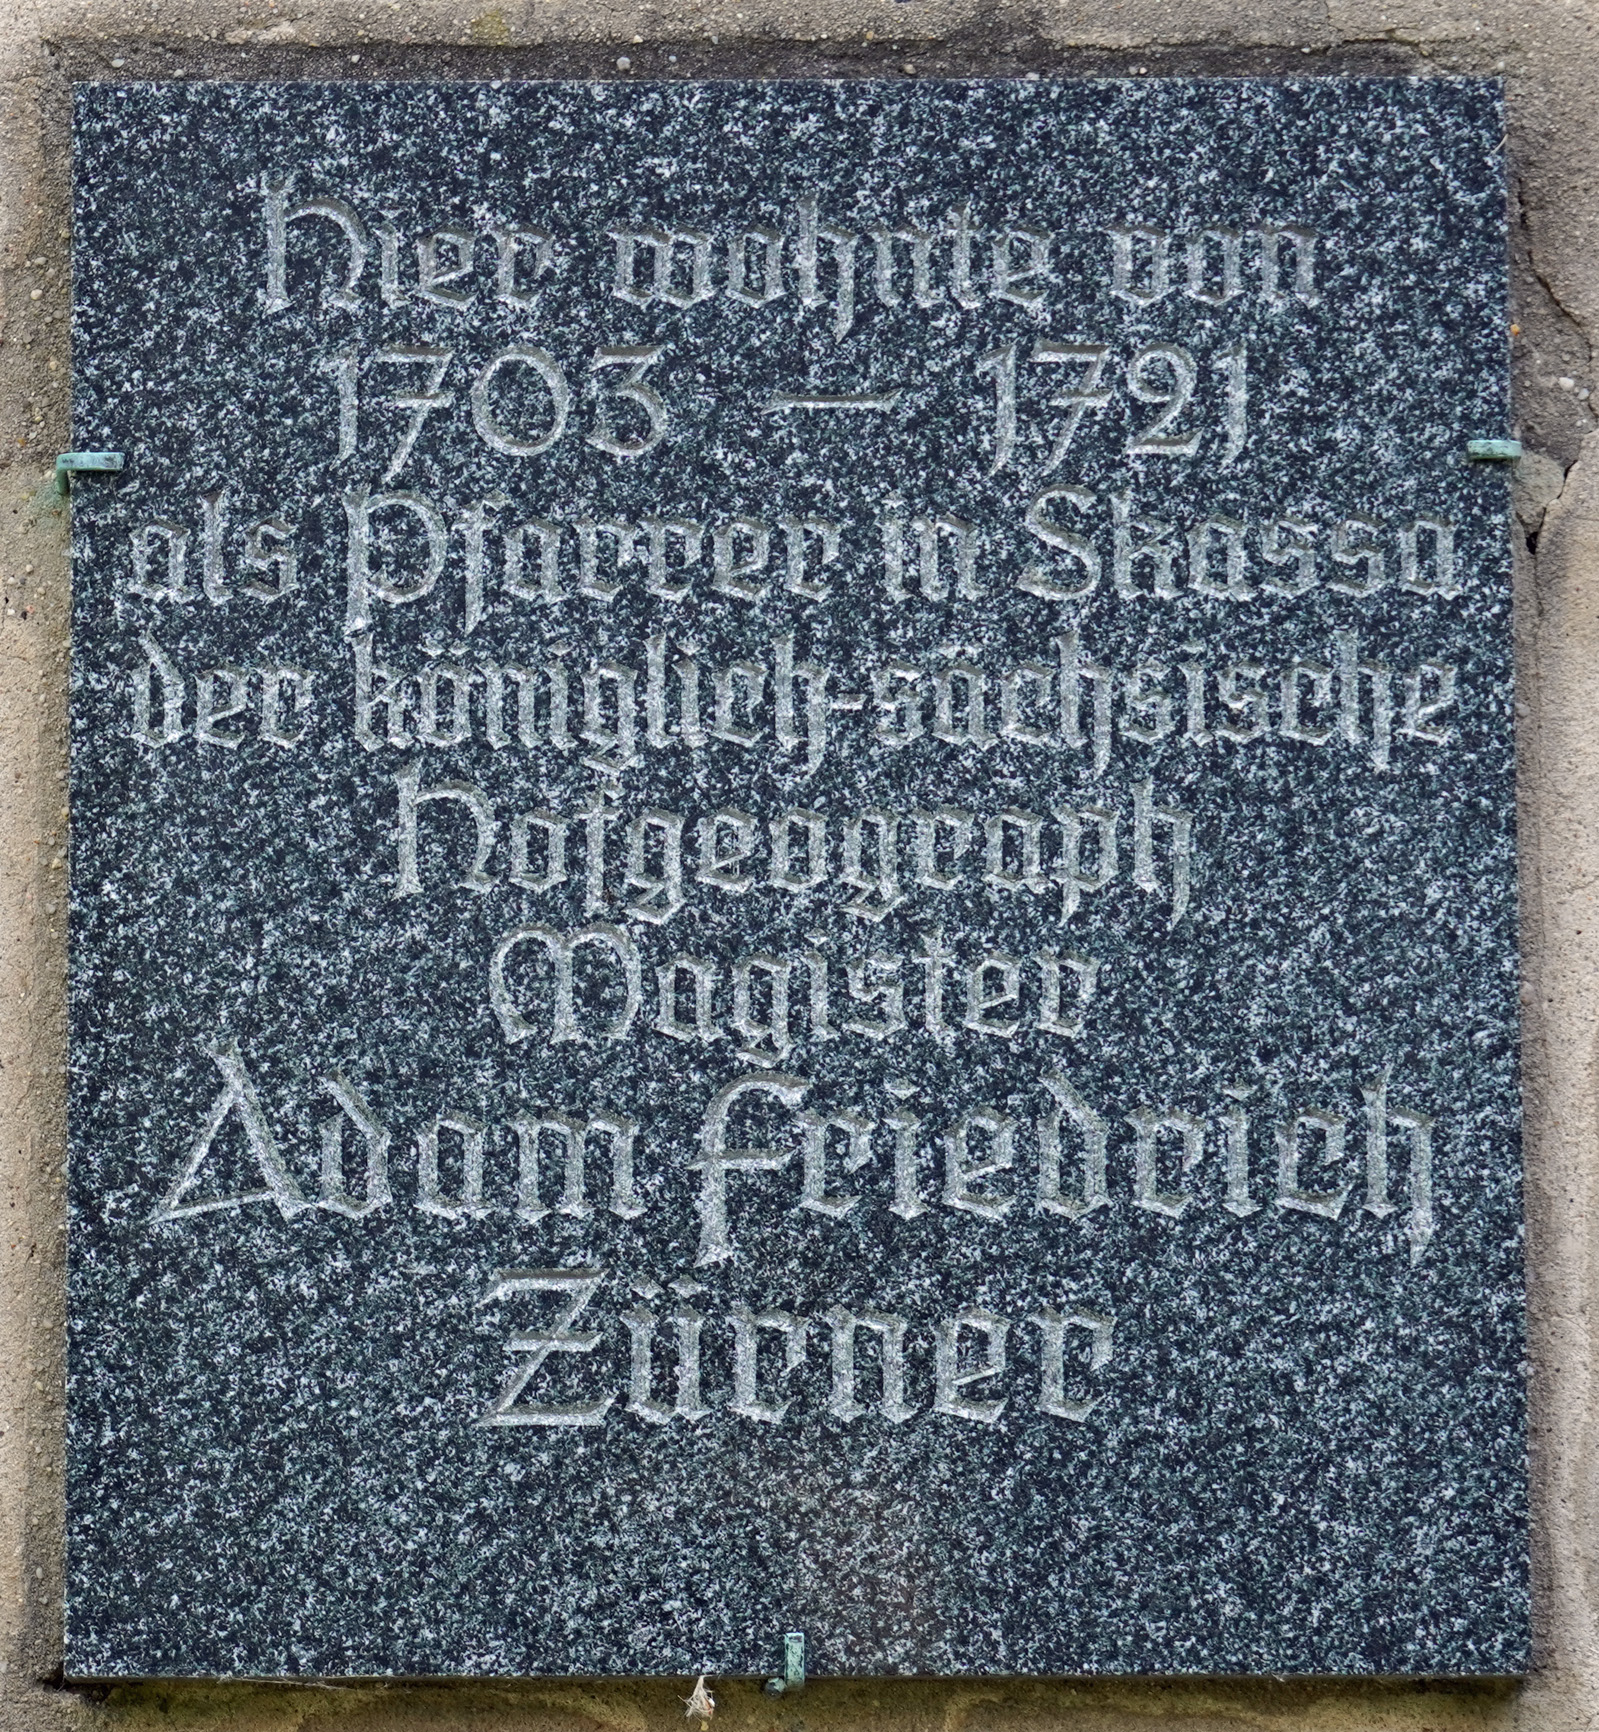 Hier wohnte von
1703 — 1721
als Pfarrer in Skassa
der königlich-sächsische
Hofgeograph
Magister
Adam Friedrich
Zürner